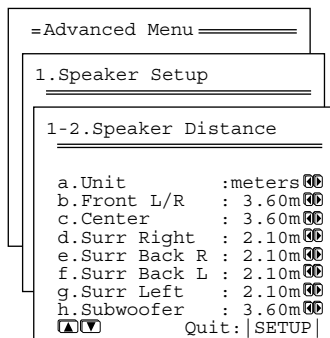 =Advanced Menu
1.Speaker Setup
1-2.Speaker Distance
a.Unit :meters
b.Front L/R : 3.60m
c.Center : 3.60m
d.Surr Right : 2.10m
e.Surr Back R : 2.10m
f.Surr Back L : 2.10m
g.Surr Left : 2.10m
h.Subwoofer : 3.60m
Quit:|SETUP|